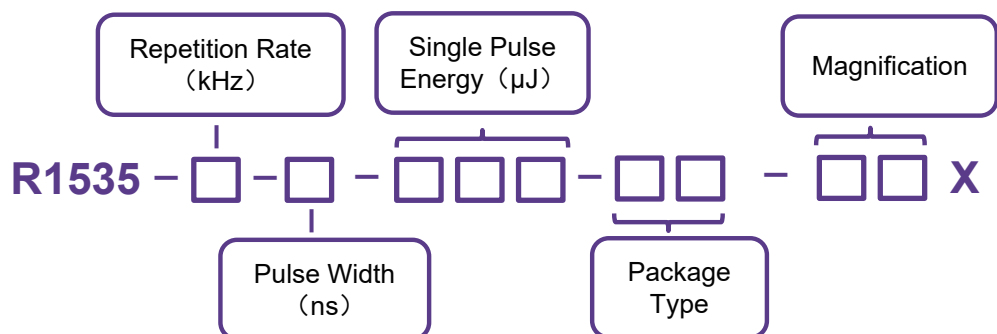 Repetition Rate
（kHz）
Single Pulse
Energy（µJ）
Magnification
R1535 – □ – □ – □□□ – □□ – □□ X
Pulse Width
（ns）
Package
Type